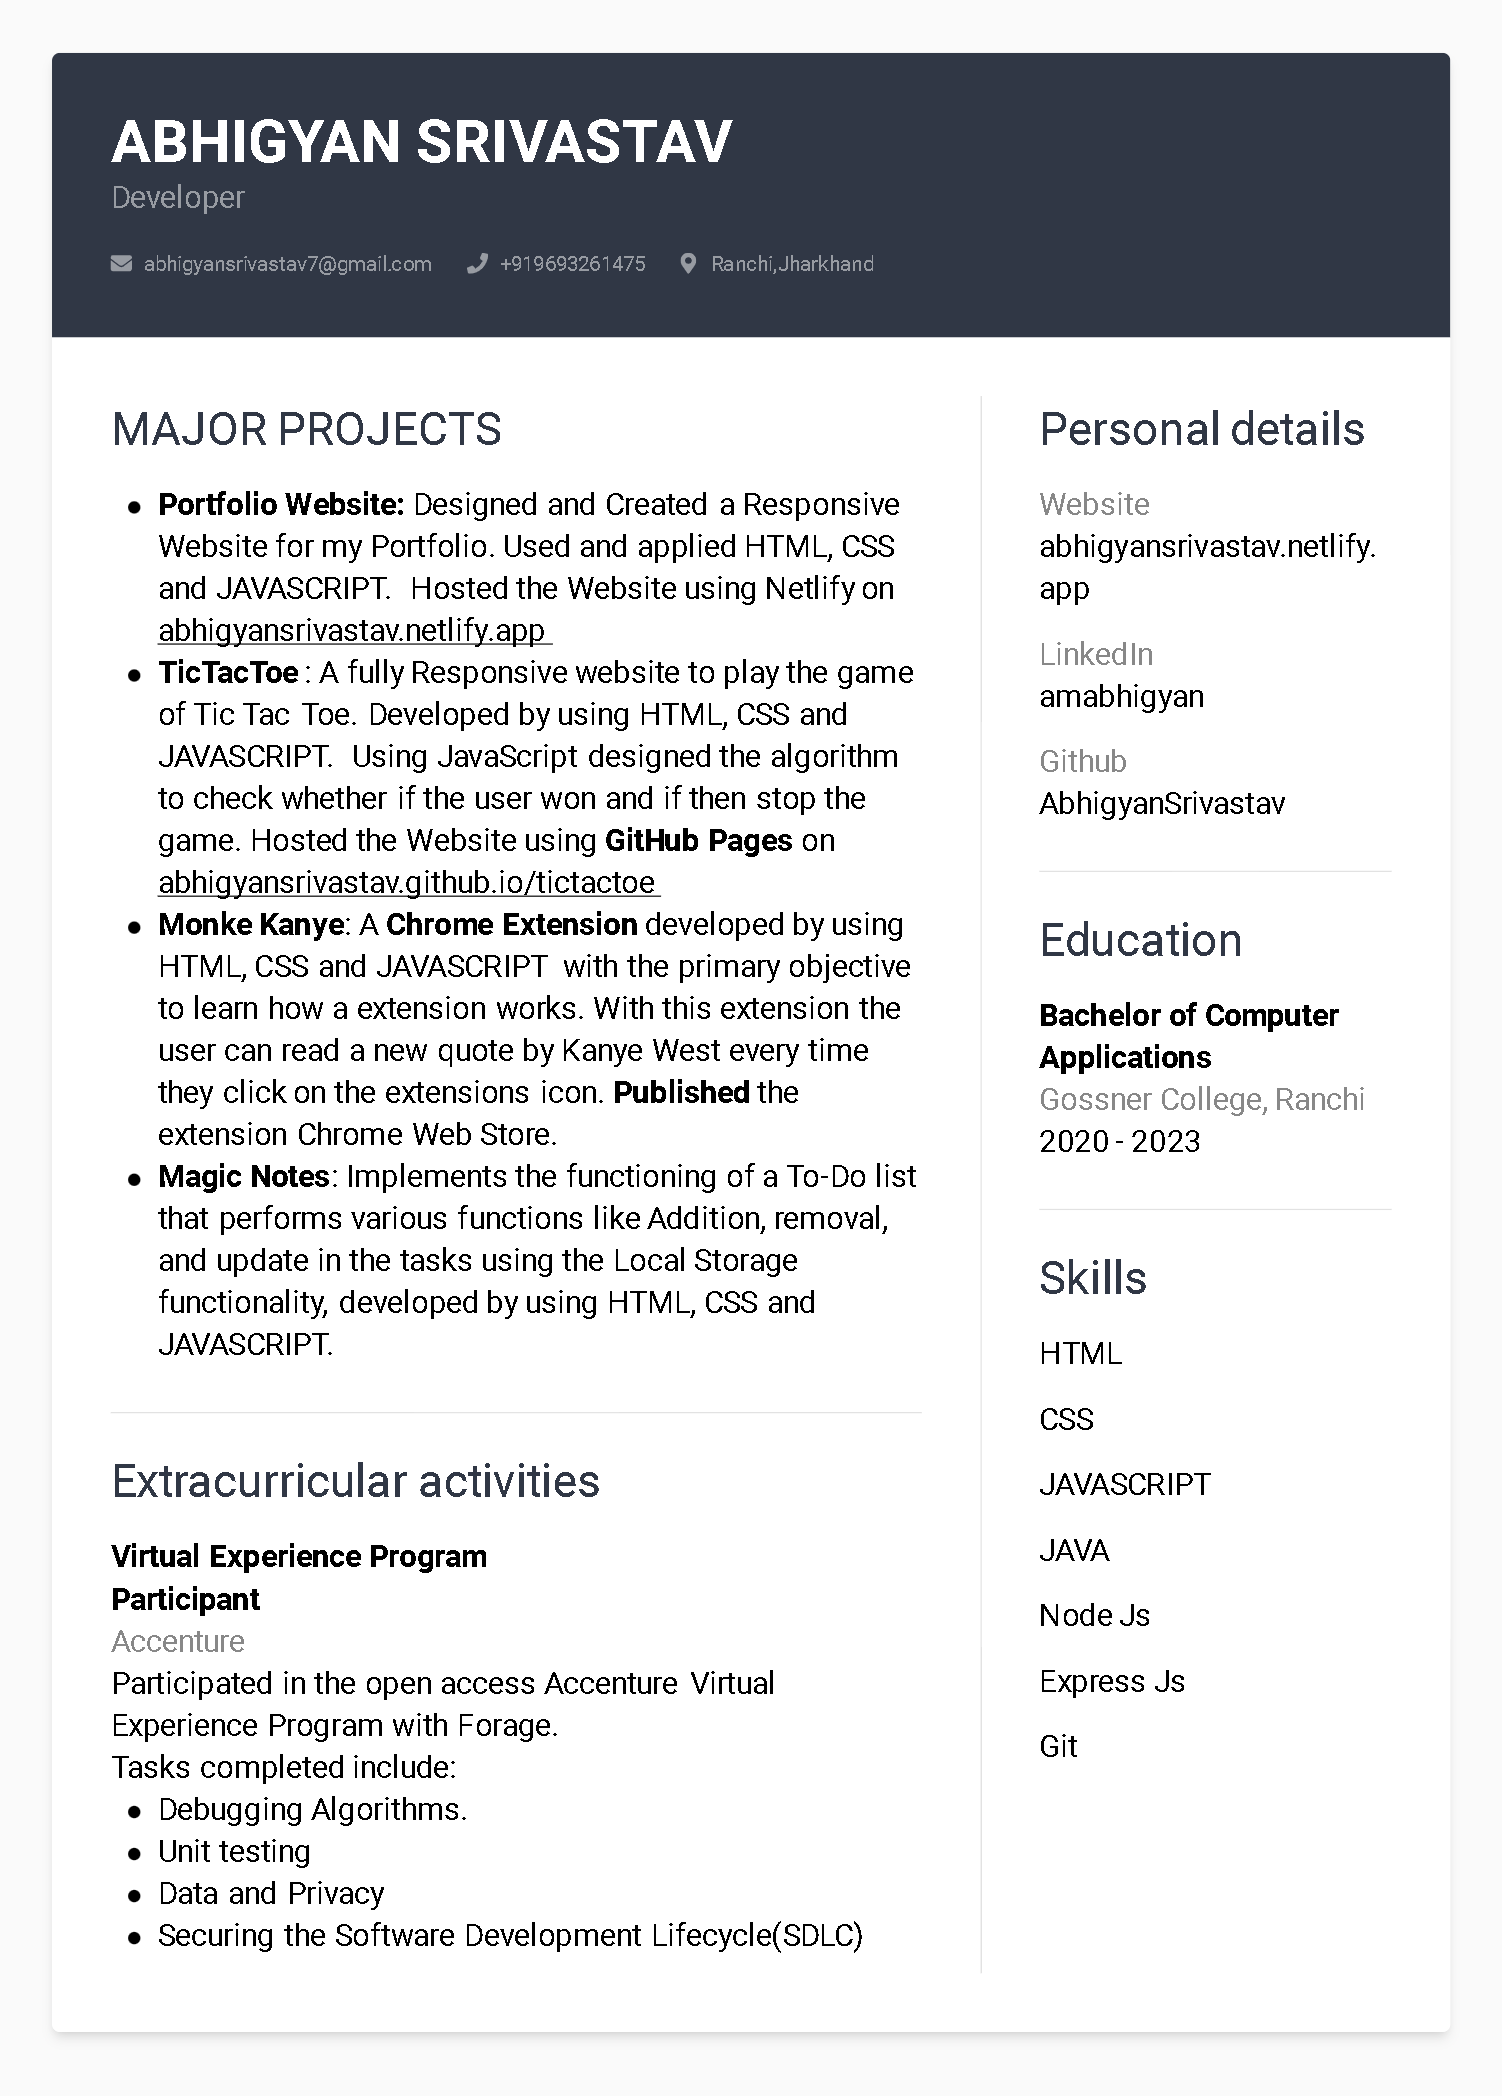 ABHIGYAN SRIVASTAV
Developer
abhigyansrivastav7@gmail.com +919693261475 Ranchi,Jharkhand
MAJOR PROJECTS
Portfolio Website: Designed and Created a Responsive
Website for my Portfolio. Used and applied HTML, CSS
and JAVASCRIPT. Hosted the Website using Netlify on
abhigyansrivastav.netlify.app
TicTacToe : A fully Responsive website to play the game
of Tic Tac Toe. Developed by using HTML, CSS and
JAVASCRIPT. Using JavaScript designed the algorithm
to check whether if the user won and if then stop the
game. Hosted the Website using GitHub Pages on
abhigyansrivastav.github.io/tictactoe
Monke Kanye: A Chrome Extension developed by using
HTML, CSS and JAVASCRIPT with the primary objective
to learn how a extension works. With this extension the
user can read a new quote by Kanye West every time
they click on the extensions icon. Published the
extension Chrome Web Store.
Magic Notes: Implements the functioning of a To-Do list
that performs various functions like Addition, removal,
and update in the tasks using the Local Storage
functionality, developed by using HTML, CSS and
JAVASCRIPT.
Extracurricular activities
Virtual Experience Program
Participant
Accenture
Participated in the open access Accenture Virtual
Experience Program with Forage.
Tasks completed include:
Debugging Algorithms.
Unit testing
Data and Privacy
Securing the Software Development Lifecycle(SDLC)
Personal details
Website
abhigyansrivastav.netlify.
app
LinkedIn
amabhigyan
Github
AbhigyanSrivastav
Education
Bachelor of Computer
Applications
Gossner College, Ranchi
2020 - 2023
Skills
HTML
CSS
JAVASCRIPT
JAVA
Node Js
Express Js
Git